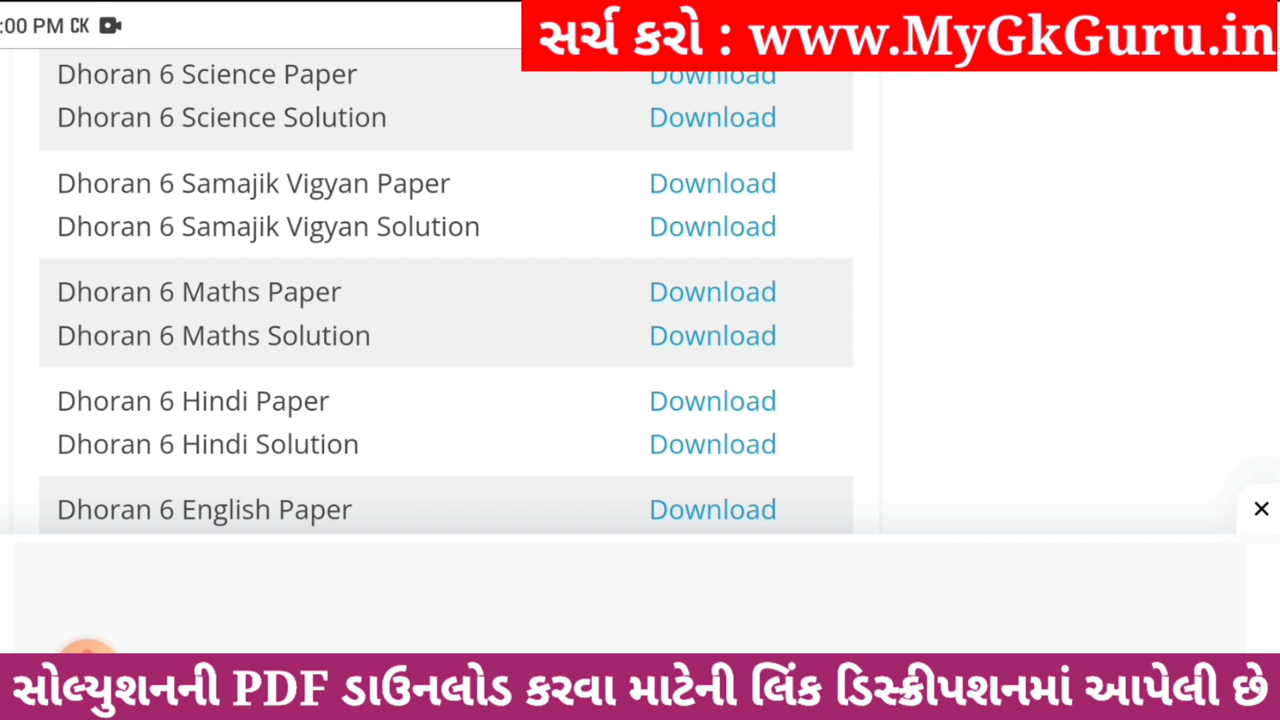 :00 PM CK
સર્ચ કરો : www.MyGkGuru.in
Dhoran 6 Science Paper Download
Dhoran 6 Science Solution Download
Dhoran 6 Samajik Vigyan Paper Download
Dhoran 6 Samajik Vigyan Solution Download
Dhoran 6 Maths Paper Download
Dhoran 6 Maths Solution Download
Dhoran 6 Hindi Paper Download
Dhoran 6 Hindi Solution Download
Dhoran 6 English Paper Download
સોલ્યુશનની PDF ડાઉનલોડ કરવા માટેની લિંક ડિસ્ક્રીપશનમાં આપેલી છે